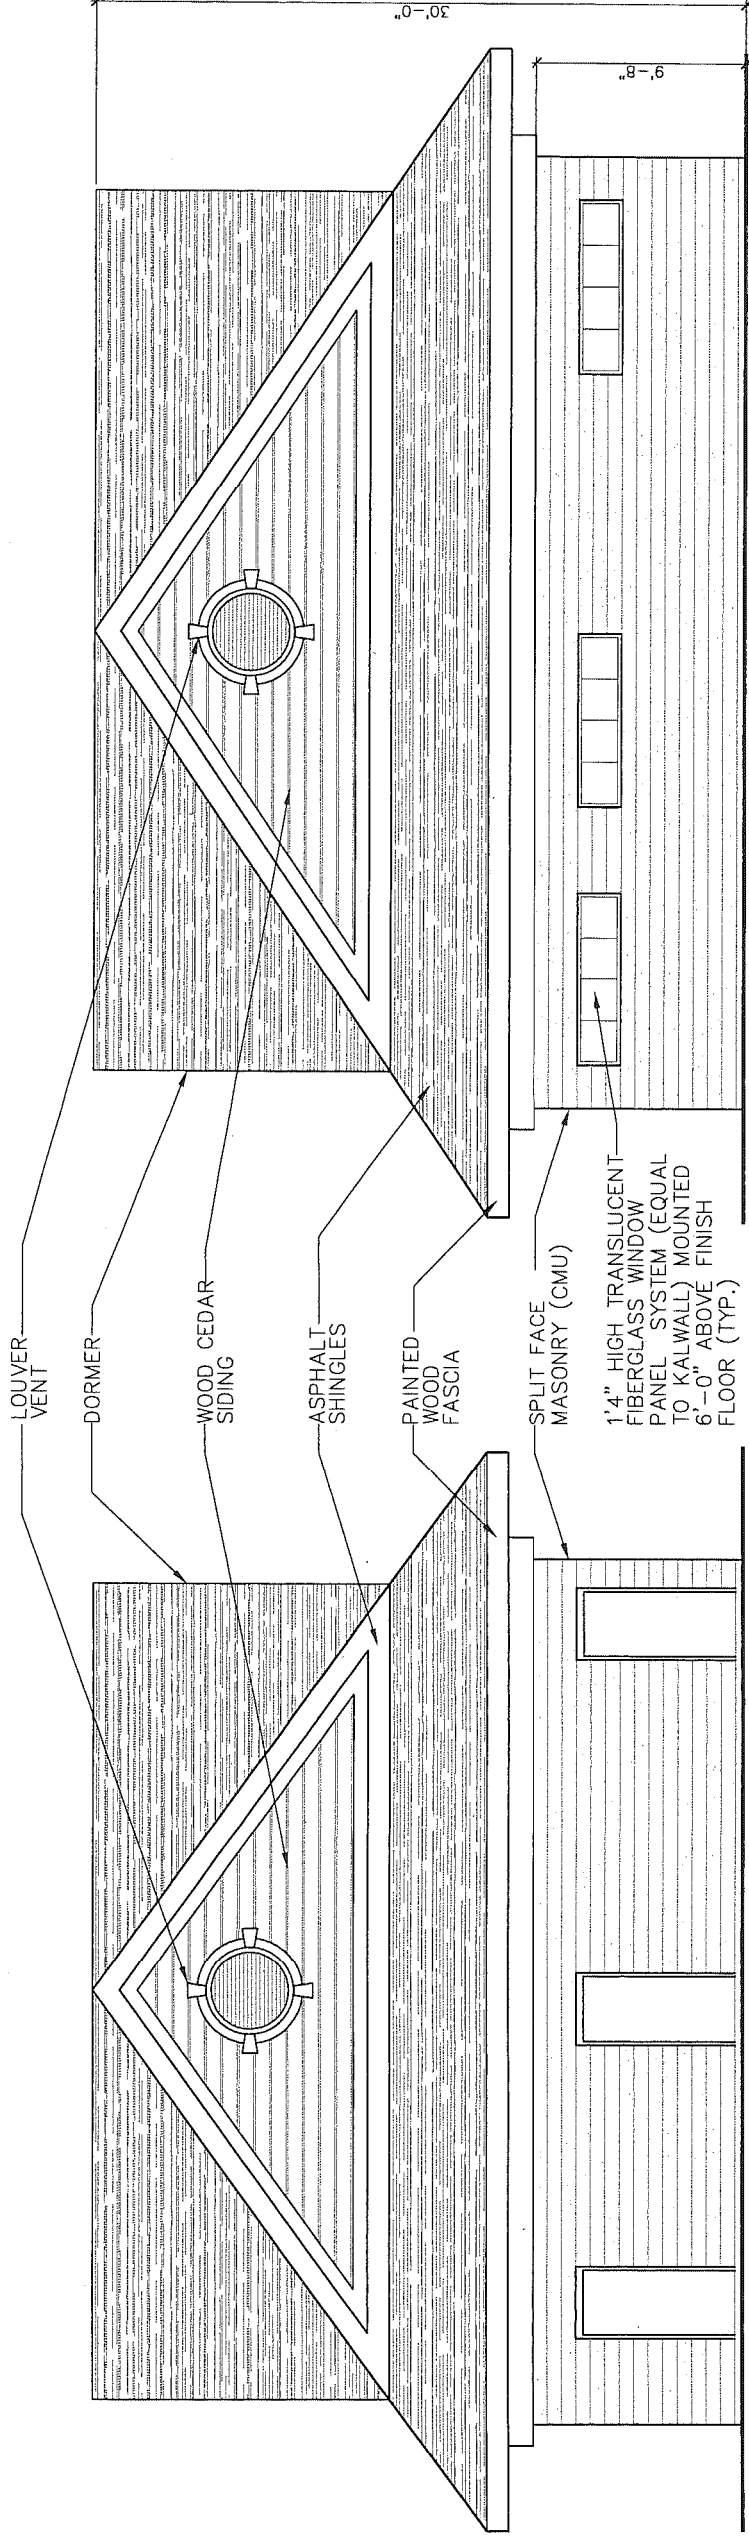 LOUVER
VENT
DORMER
WOOD CEDAR
SIDING
ASPHALT
SHINGLES
PAINTED
WOOD
FASCIA
SPLIT FACE
MASONRY (CMU)
1'4" HIGH TRANSLUCENT
FIBERGLASS WINDOW
PANEL SYSTEM (EQUAL
TO KALWALL) MOUNTED
6'-0" ABOVE FINISH
FLOOR (TYP.)
30'-0"
9'-8"